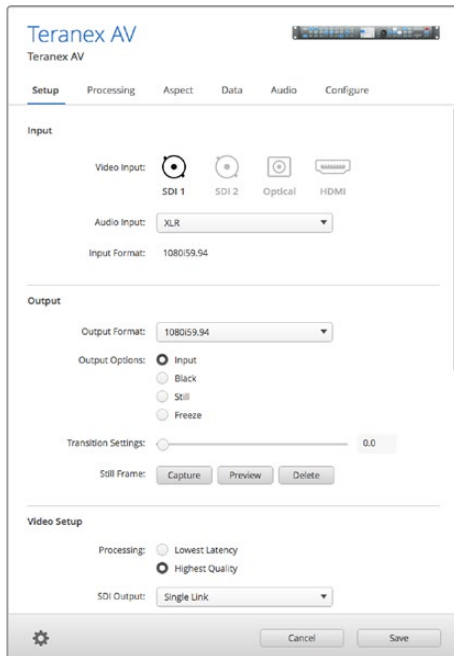 Teranex AV
Teranex AV
Setup Processing Aspect Data Audio Configure
Input
Video Input:
SDI 1 SDI 2 Optical HDMI
Audio Input: XLR
Input Format: 1080i59.94
Output
Output Format: 1080i59.94
Output Options: Input
Black
Still
Freeze
Transition Settings: 0.0
Still Frame: Capture Preview Delete
Video Setup
Processing: Lowest Latency
Highest Quality
SDI Output: Single Link
Cancel Save